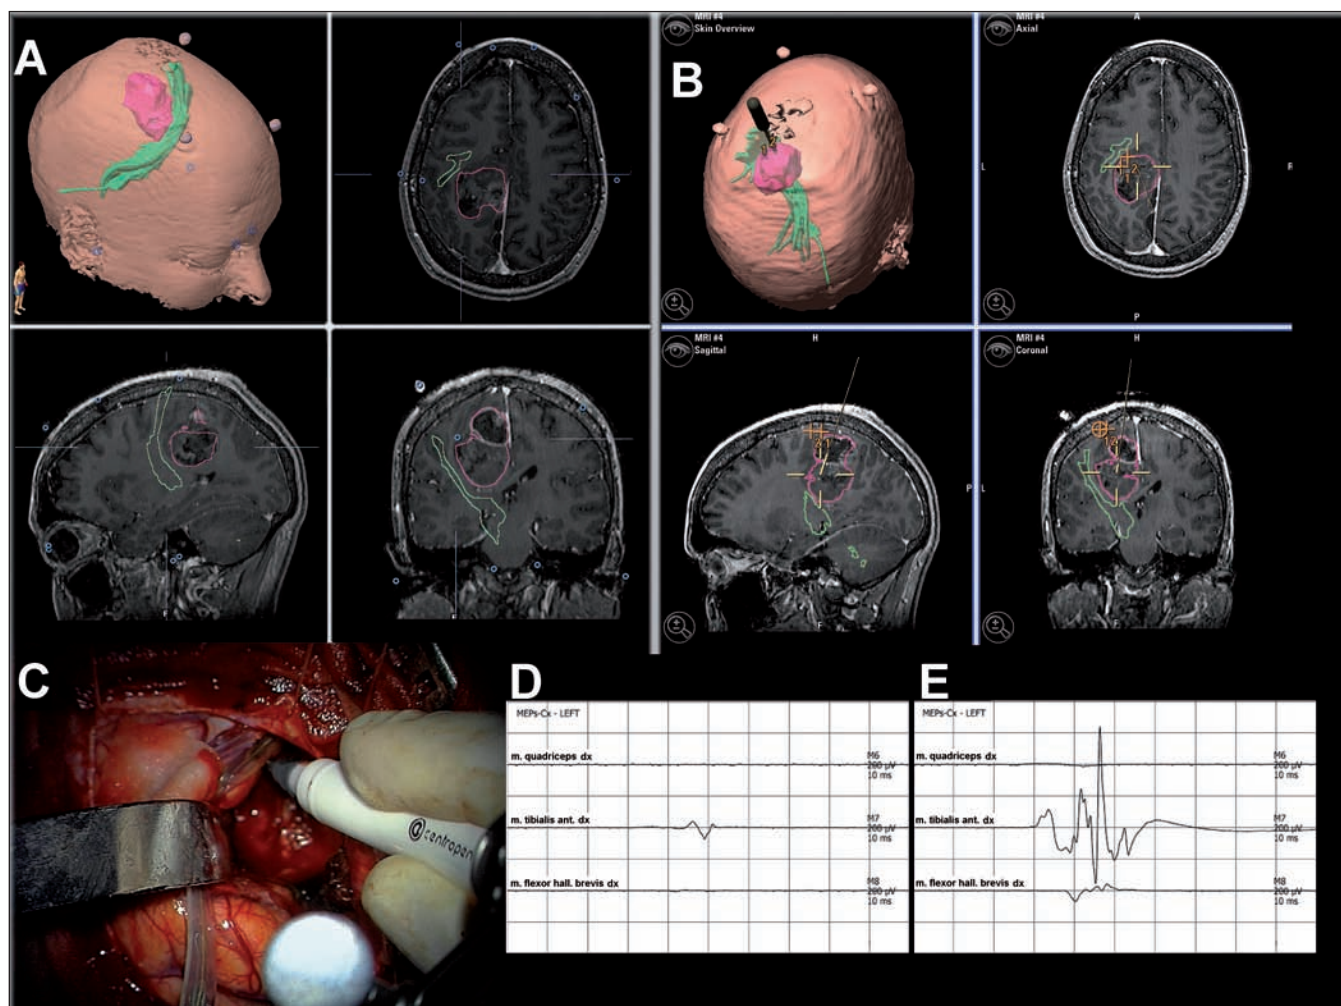 A
B
MRI #4
Skin Overview
MRI #4
Axial
A
L
R
P
MRI #4
Sagittal
H
P
F
MRI #4
Coronal
H
L
F
F
F
C
@centropen
D
MEPs-Cx - LEFT
m. quadriceps dx
M6
200 µV
10 ms
m. tibialis ant. dx
M7
200 µV
10 ms
m. flexor hall. brevis dx
M8
200 µV
10 ms
E
MEPs-Cx - LEFT
m. quadriceps dx
M6
200 µV
10 ms
m. tibialis ant. dx
M7
200 µV
10 ms
m. flexor hall. brevis dx
M8
200 µV
10 ms